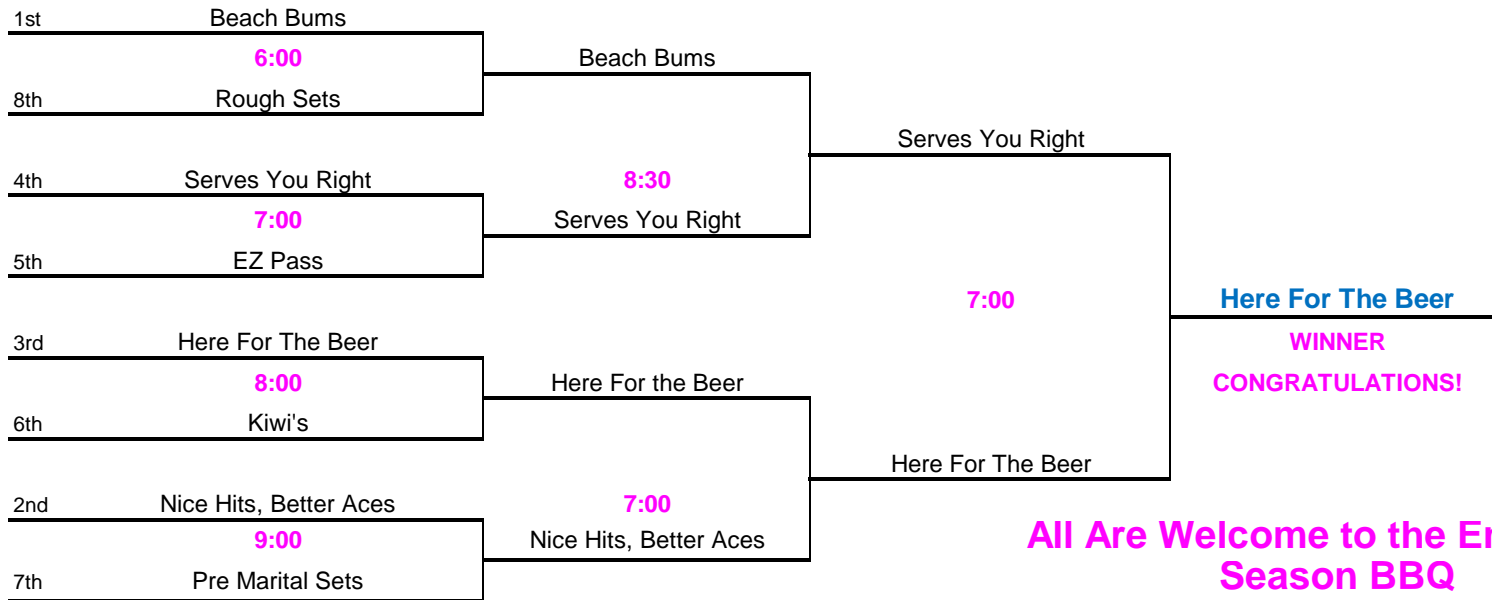 1st Beach Bums
6:00 Beach Bums
8th Rough Sets
Serves You Right
4th Serves You Right 8:30
7:00 Serves You Right
5th EZ Pass
7:00 Here For The Beer
3rd Here For The Beer WINNER
8:00 Here For the Beer CONGRATULATIONS!
6th Kiwi's
Here For The Beer
2nd Nice Hits, Better Aces 7:00
9:00 Nice Hits, Better Aces
All Are Welcome to the
7th Pre Marital Sets
Season BBQ